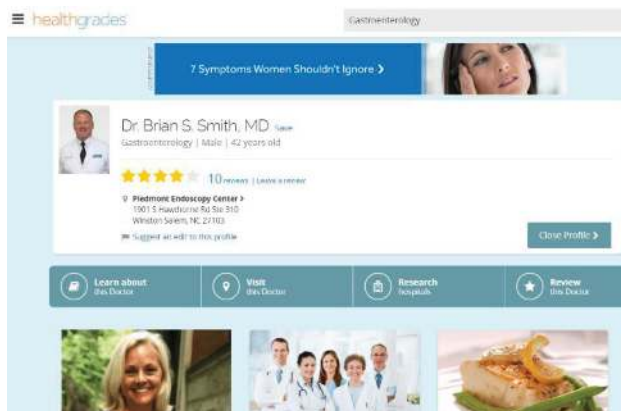 healthgrades
Gastroenterology
7 Symptoms Women Shouldn't Ignore
Dr. Brian S. Smith, MD Save
Gastroenterology | Male | 42 years old
10 reviews | Leave a review
Piedmont Endoscopy Center
1901 S Hawthorne Rd Ste 310
Winston Salem, NC 27103
Suggest an edit to this profile
Close Profile
Learn about
this Doctor
Visit
this Doctor
Research
hospitals
Review
this Doctor